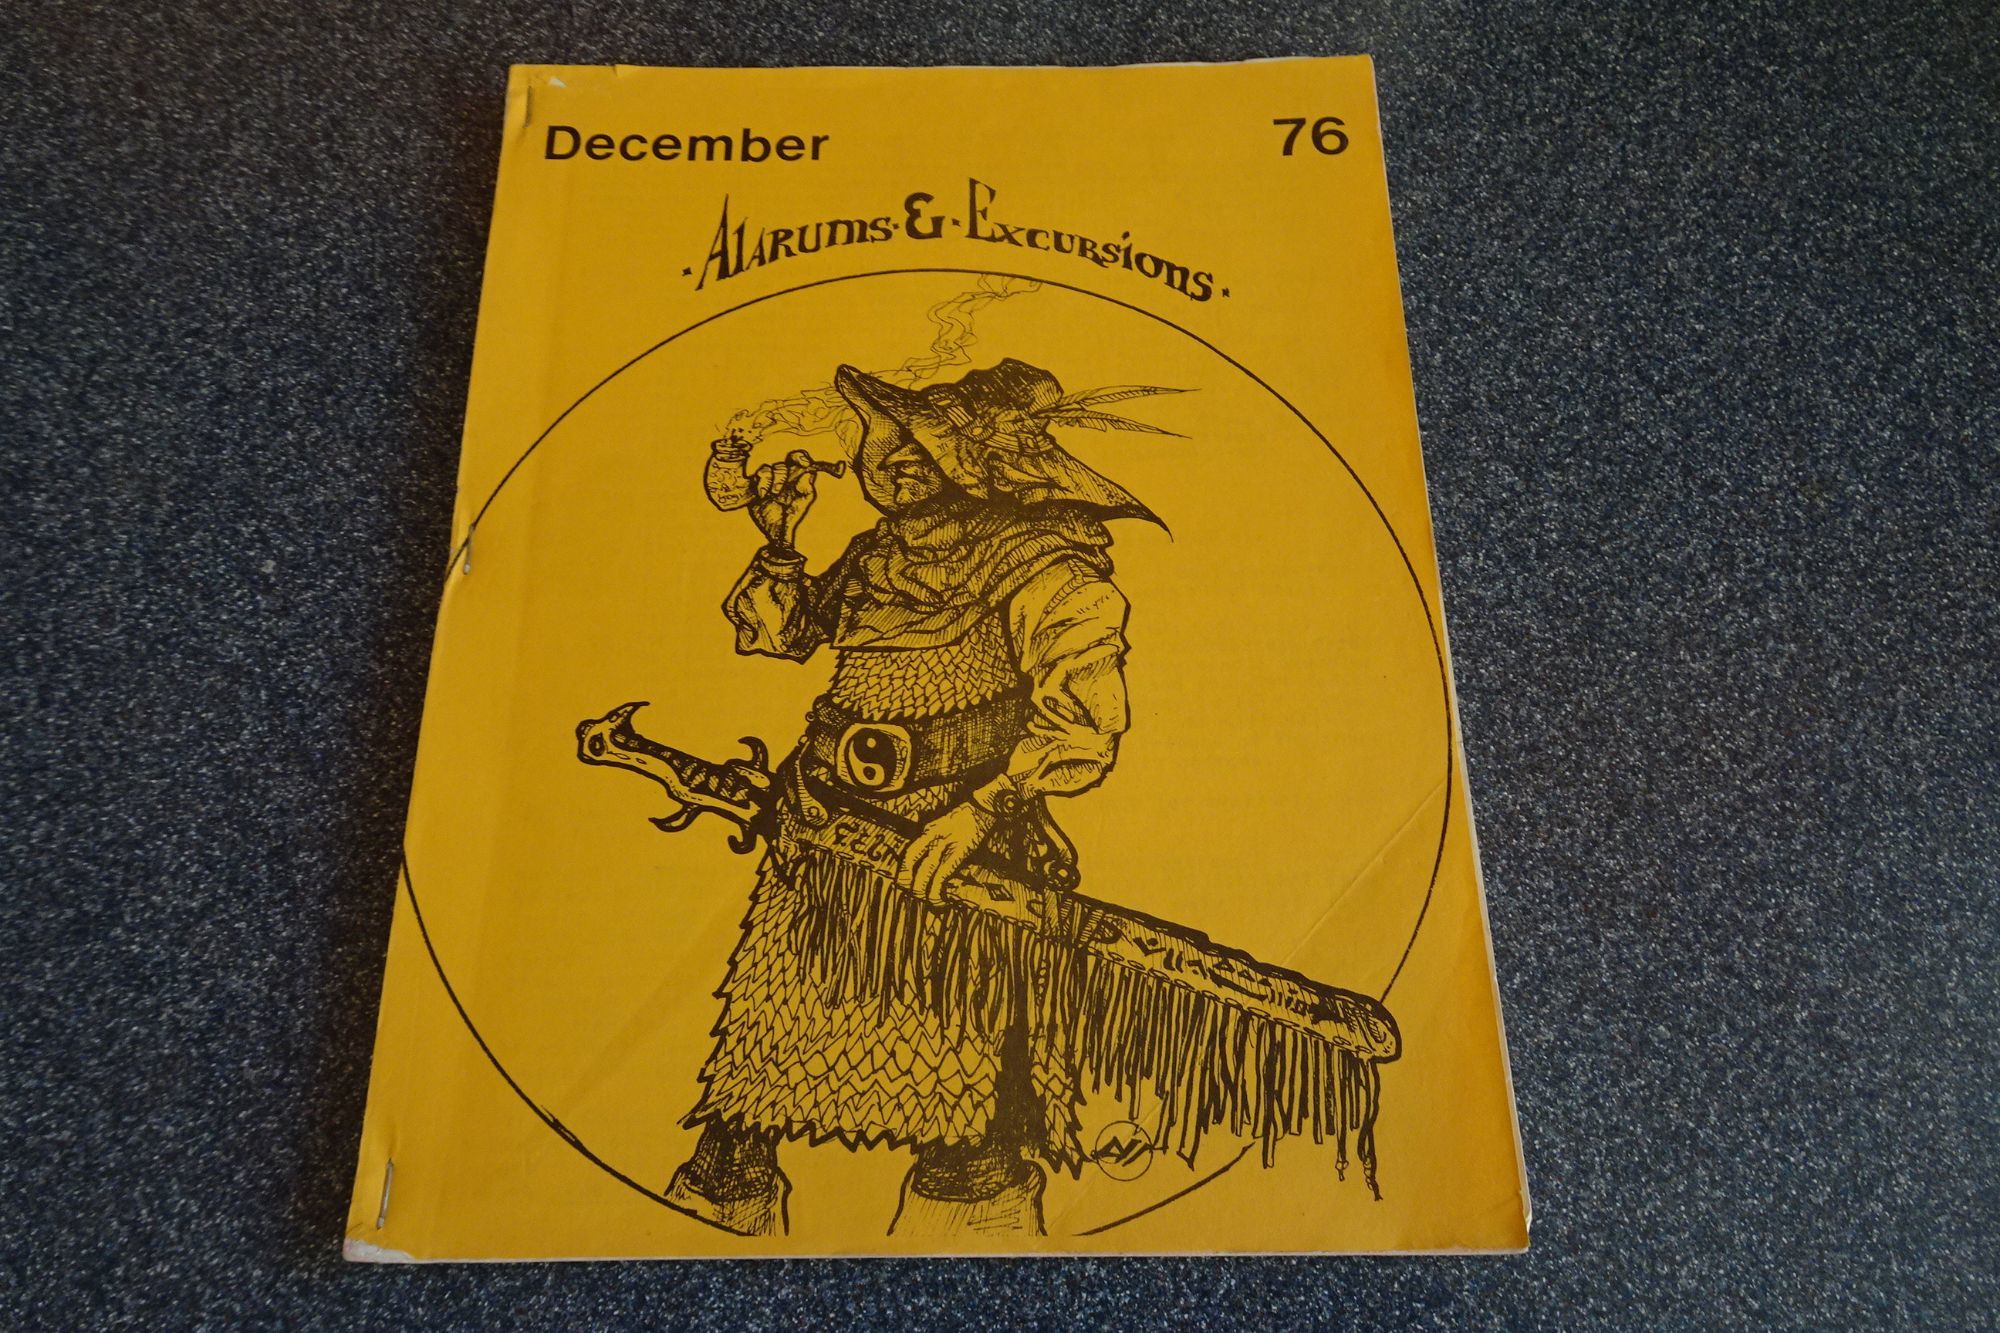 December 76
Alarums & Excursions